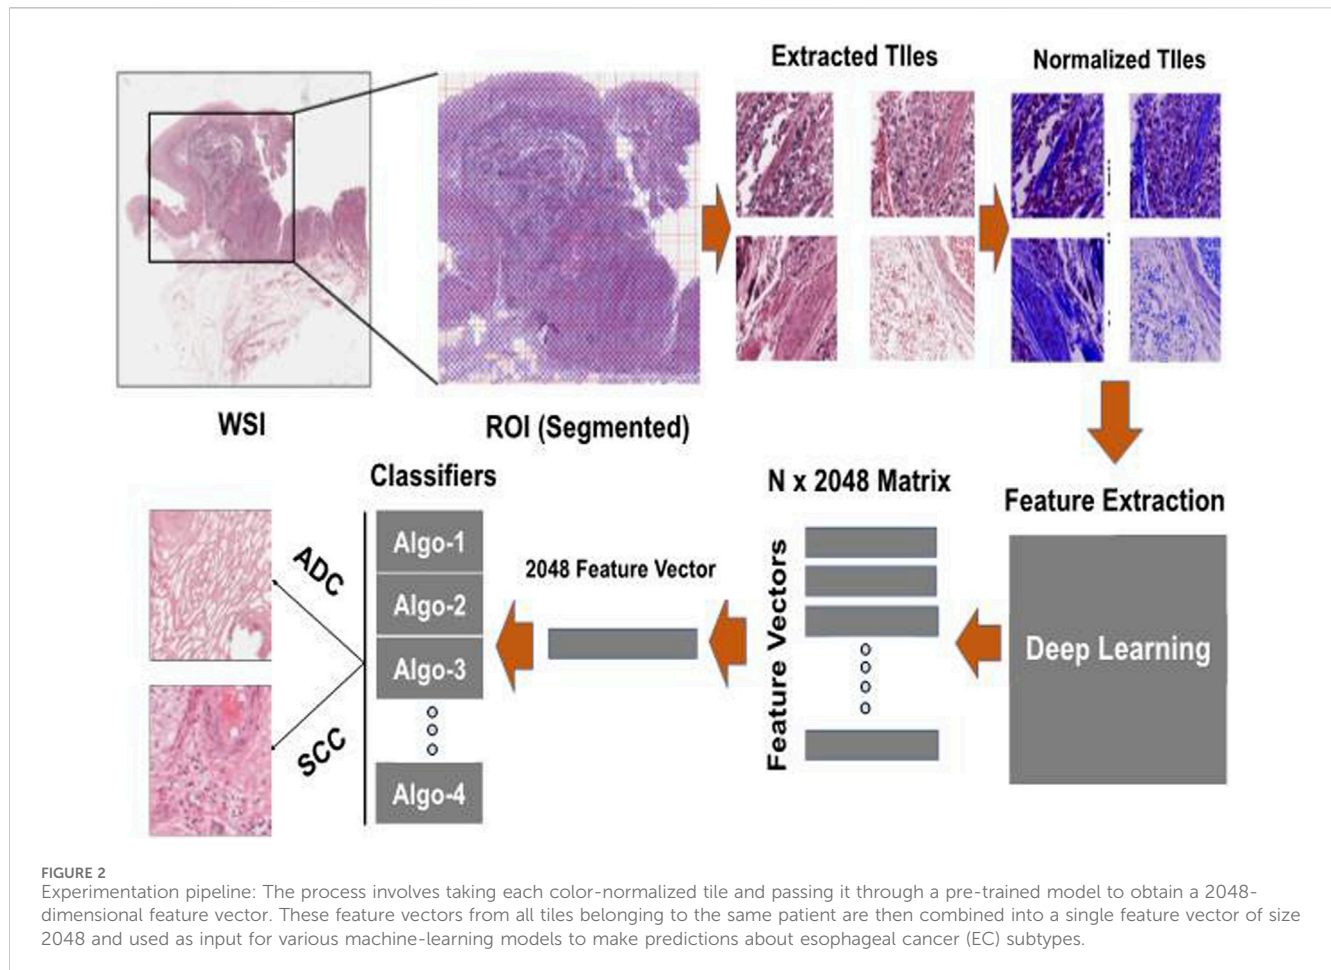 Extracted TIles
Normalized TIles
WSI
ROI (Segmented)
Feature Extraction
Deep Learning
N x 2048 Matrix
Feature Vectors
2048 Feature Vector
Classifiers
Algo-1
Algo-2
Algo-3
Algo-4
ADC
SCC
FIGURE 2
Experimentation pipeline: The process involves taking each color-normalized tile and passing it through a pre-trained model to obtain a 2048-
dimensional feature vector. These feature vectors from all tiles belonging to the same patient are then combined into a single feature vector of size
2048 and used as input for various machine-learning models to make predictions about esophageal cancer (EC) subtypes.